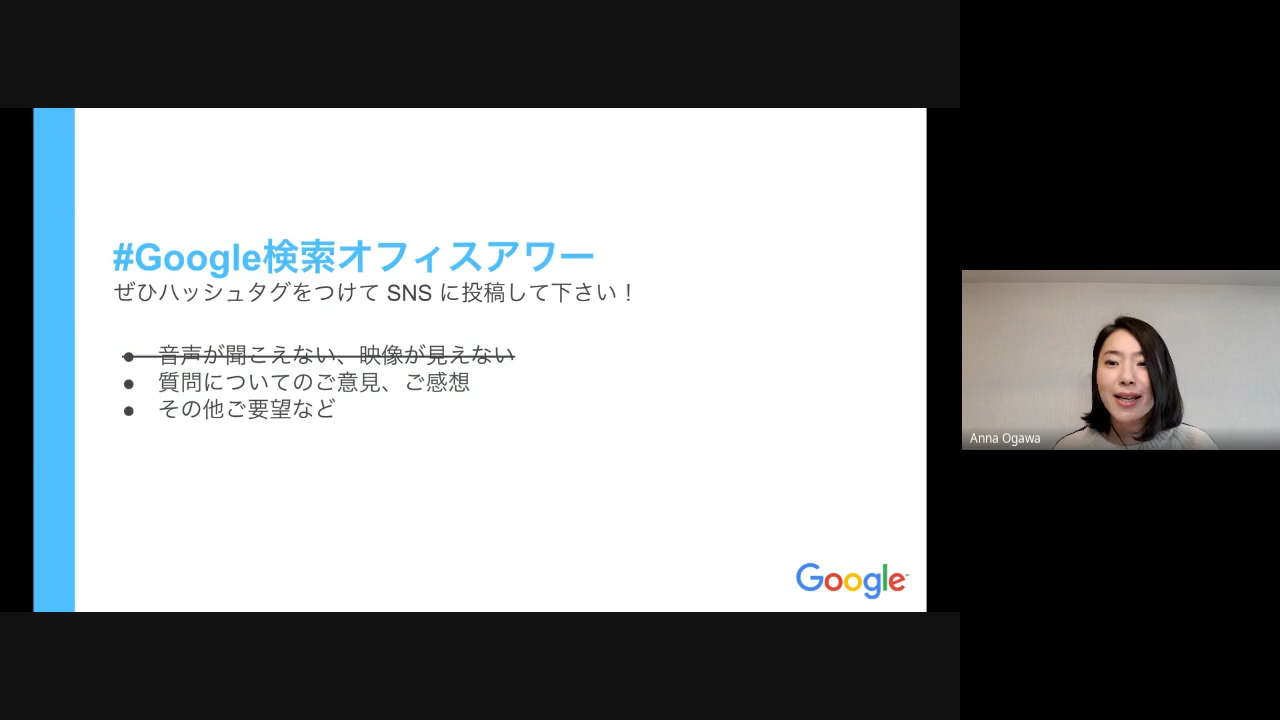 #Google検索オフィスアワー
ぜひハッシュタグをつけて SNS に投稿して下さい！
● 音声が聞こえない、映像が見えない
● 質問についてのご意見、ご感想
● その他ご要望など
Google
Anna Ogawa